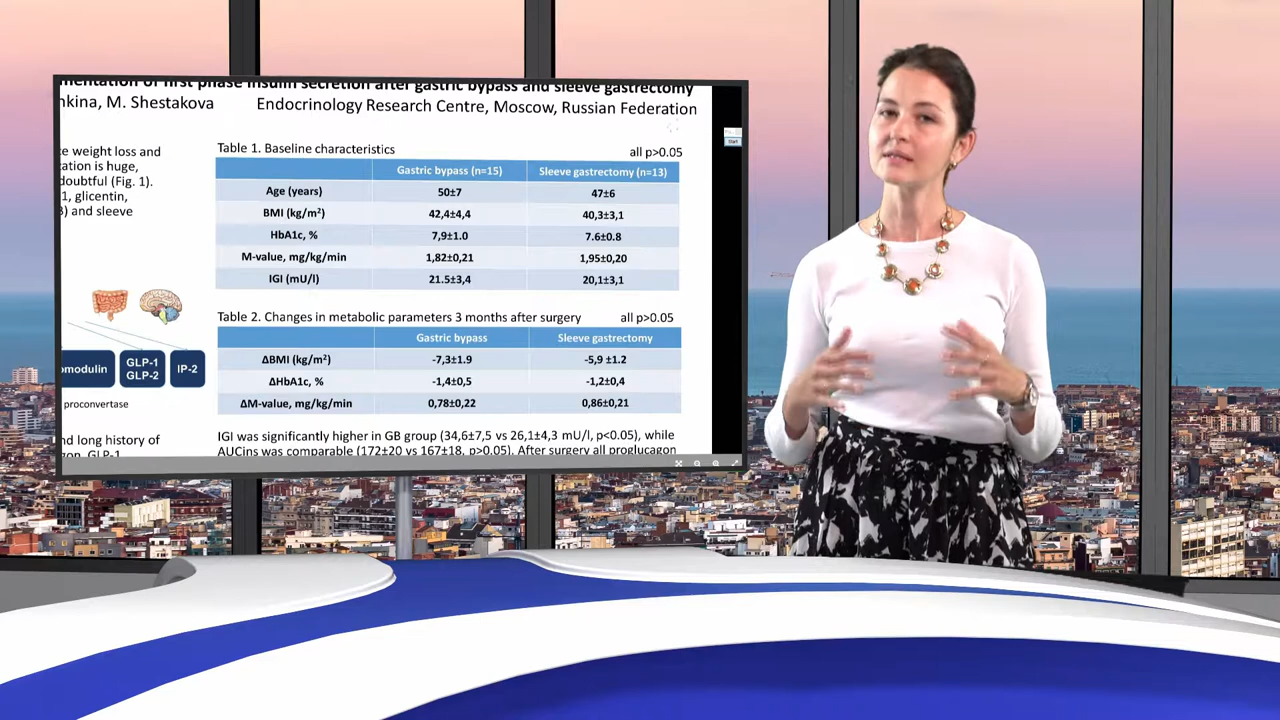 first phase insulin secretion after gastric bypass and sleeve gastrectomy
M. Shestakova
Endocrinology Research Centre, Moscow, Russian Federation
weight loss and
is huge,
(Fig. 1).
1, glicentin,
and sleeve
GLP-1
GLP-2
IP-2
proconvertase
long history of
GLP-1
Table 1. Baseline characteristics
all p>0.05
Gastric bypass (n=15) Sleeve gastrectomy (n=13)
Age (years) 50±7 47±6
BMI (kg/m²) 42,4±4,4 40,3±3,1
HbA1c, % 7,9±1.0 7.6±0.8
M-value, mg/kg/min 1,82±0,21 1,95±0,20
IGI (mU/l) 21.5±3,4 20,1±3,1
Table 2. Changes in metabolic parameters 3 months after surgery
all p>0.05
Gastric bypass Sleeve gastrectomy
ΔBMI (kg/m²) -7,3±1.9 -5,9 ±1.2
ΔHbA1c, % -1,4±0,5 -1,2±0,4
ΔM-value, mg/kg/min 0,78±0,22 0,86±0,21
IGI was significantly higher in GB group (34,6±7,5 vs 26,1±4,3 mU/l, p<0.05), while
AUCins was comparable (172±20 vs 167±18, p>0.05). After surgery all proglucagon
Start